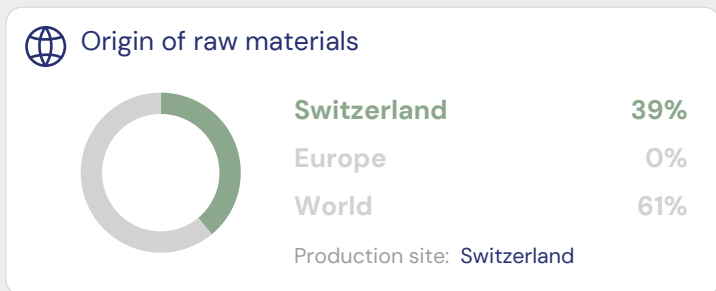 Origin of raw materials
Switzerland 39%
Europe 0%
World 61%
Production site: Switzerland